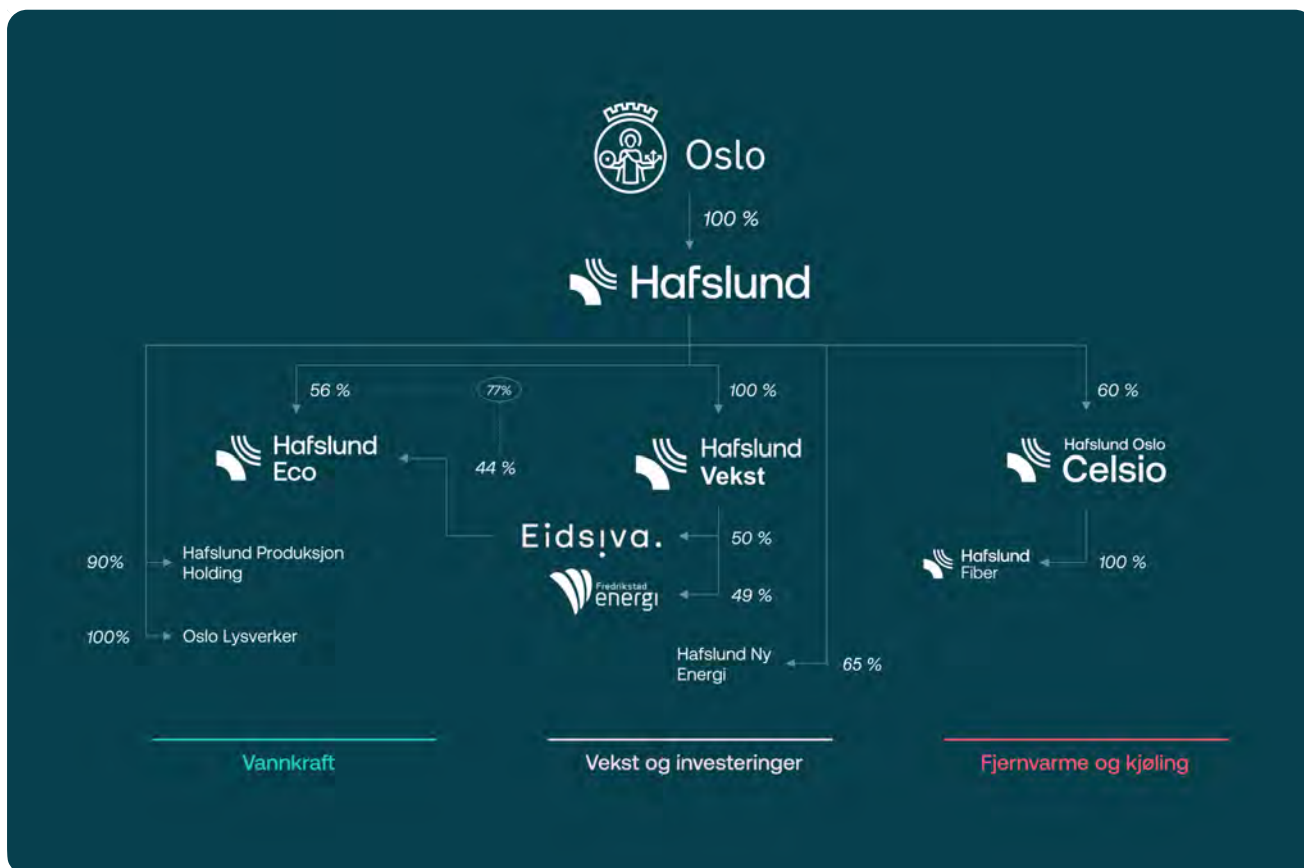 Oslo
100 %
Hafslund
56 %
77%
100 %
60 %
Hafslund
Eco
44 %
Hafslund
Vekst
Hafslund Oslo
Celsio
Eidsiva.
50 %
Hafslund
Fiber
100 %
90%
Hafslund Produksjon
Holding
Fredrikstad
energi
49 %
100%
Oslo Lysverker
Hafslund Ny
Energi
65 %
Vannkraft
Vekst og investeringer
Fjernvarme og kjøling